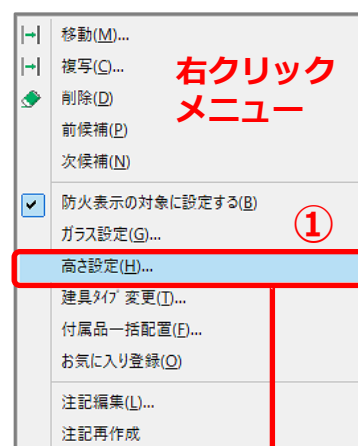 移動(M)...
複写(C)...
右クリック
メニュー
削除(D)
前候補(P)
次候補(N)
防火表示の対象に設定する(B)
ガラス設定(G)...
①
高さ設定(H)...
建具ﾀｲﾌﾟ変更(T)...
付属品一括配置(F)...
お気に入り登録(O)
注記編集(L)...
注記再作成